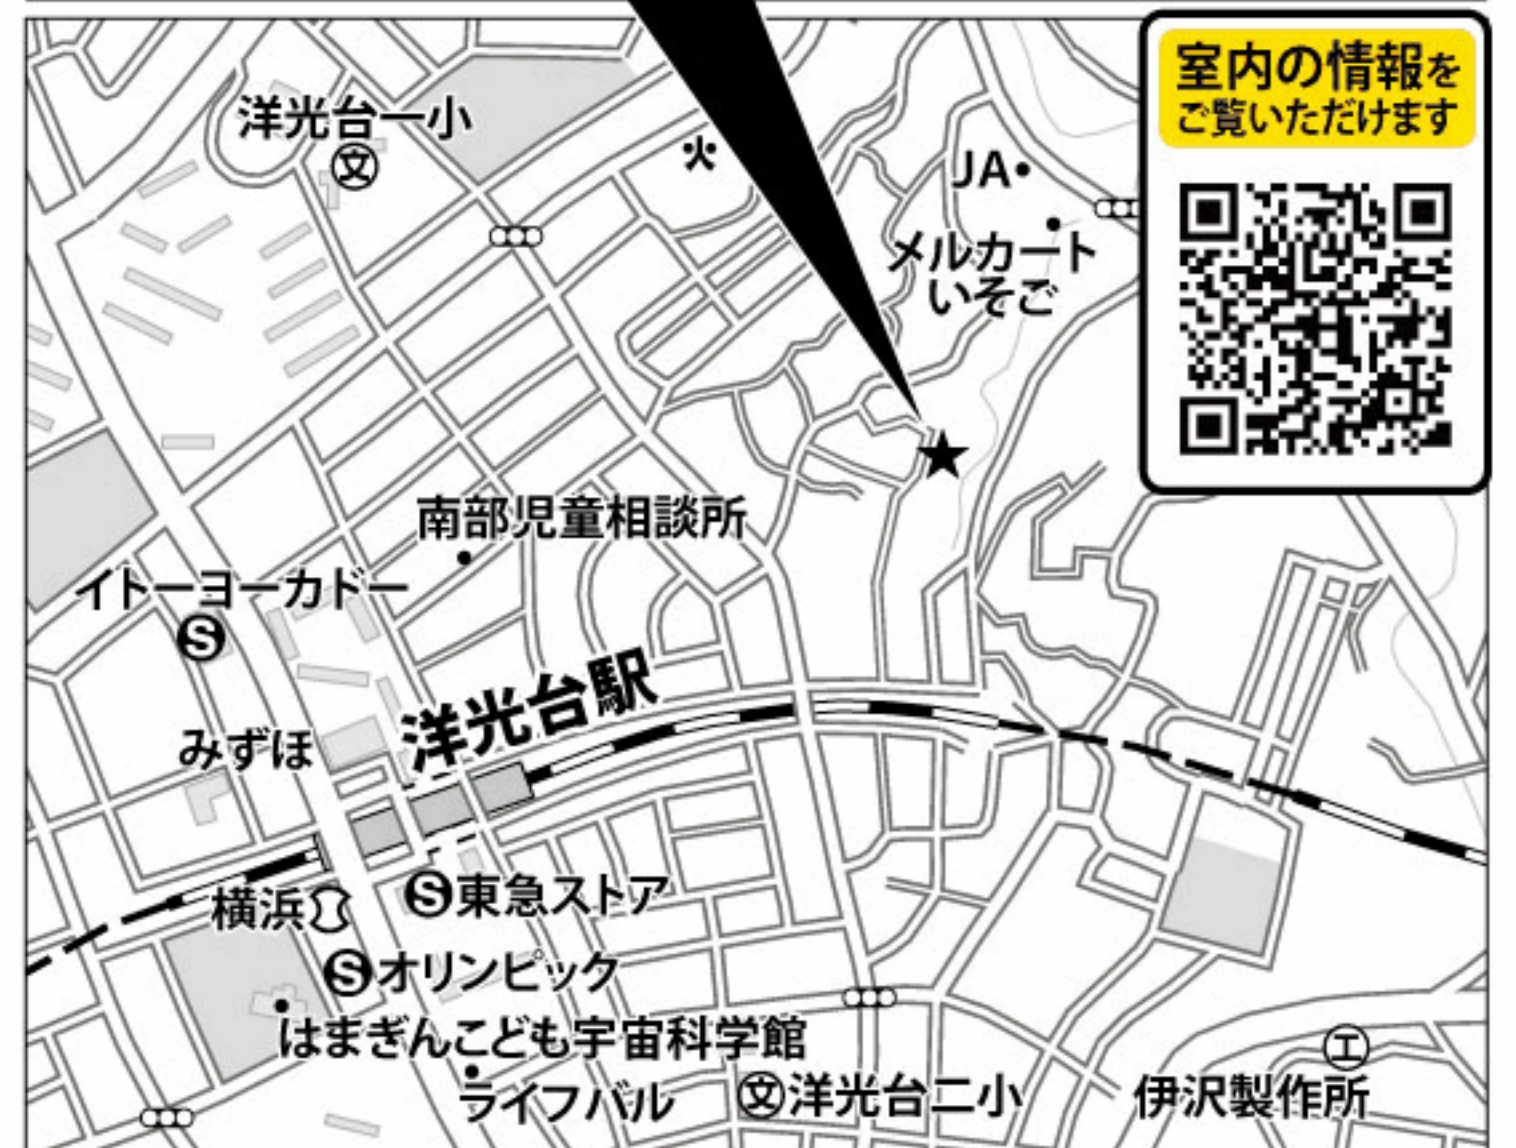 室内の情報を
ご覧いただけます
洋光台一小
文
JA
メルカート
いそご
南部児童相談所
イトーヨーカドー
S
洋光台駅
みずほ
横浜
S東急ストア
Sオリンピック
はまぎんこども宇宙科学館
ライフバル
文洋光台二小
工
伊沢製作所